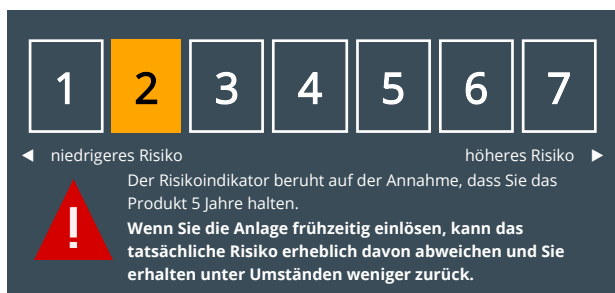 1 2 3 4 5 6 7
◄ niedrigeres Risiko höheres Risiko ►
Der Risikoindikator beruht auf der Annahme, dass Sie das
Produkt 5 Jahre halten.
Wenn Sie die Anlage frühzeitig einlösen, kann das
tatsächliche Risiko erheblich davon abweichen und Sie
erhalten unter Umständen weniger zurück.
!